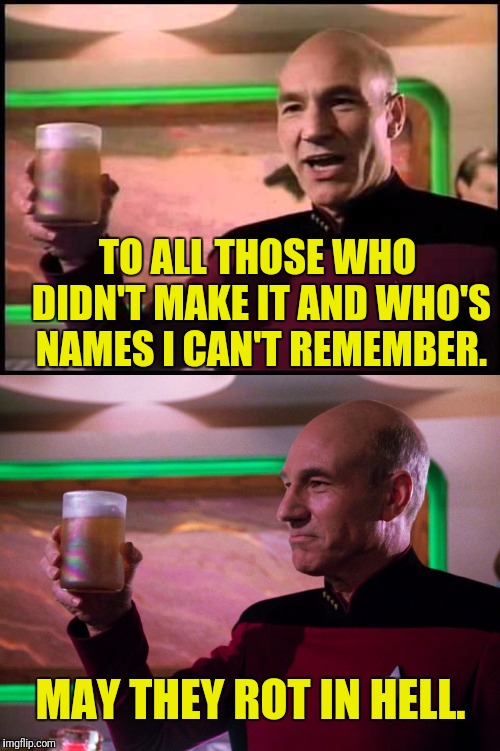 TO ALL THOSE WHO
DIDN'T MAKE IT AND WHO'S
NAMES I CAN'T REMEMBER.
MAY THEY ROT IN HELL.
imgflip.com